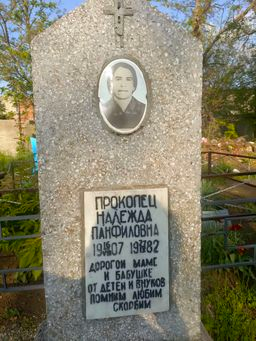 ПРОКОПЕЦ
НАДЕЖДА
ПАНФИЛОВНА
1907 1982
ДОРОГОЙ МАМЕ
И БАБУШКЕ
ОТ ДЕТЕЙ И ВНУКОВ
ПОМНИМ ЛЮБИМ
СКОРБИМ